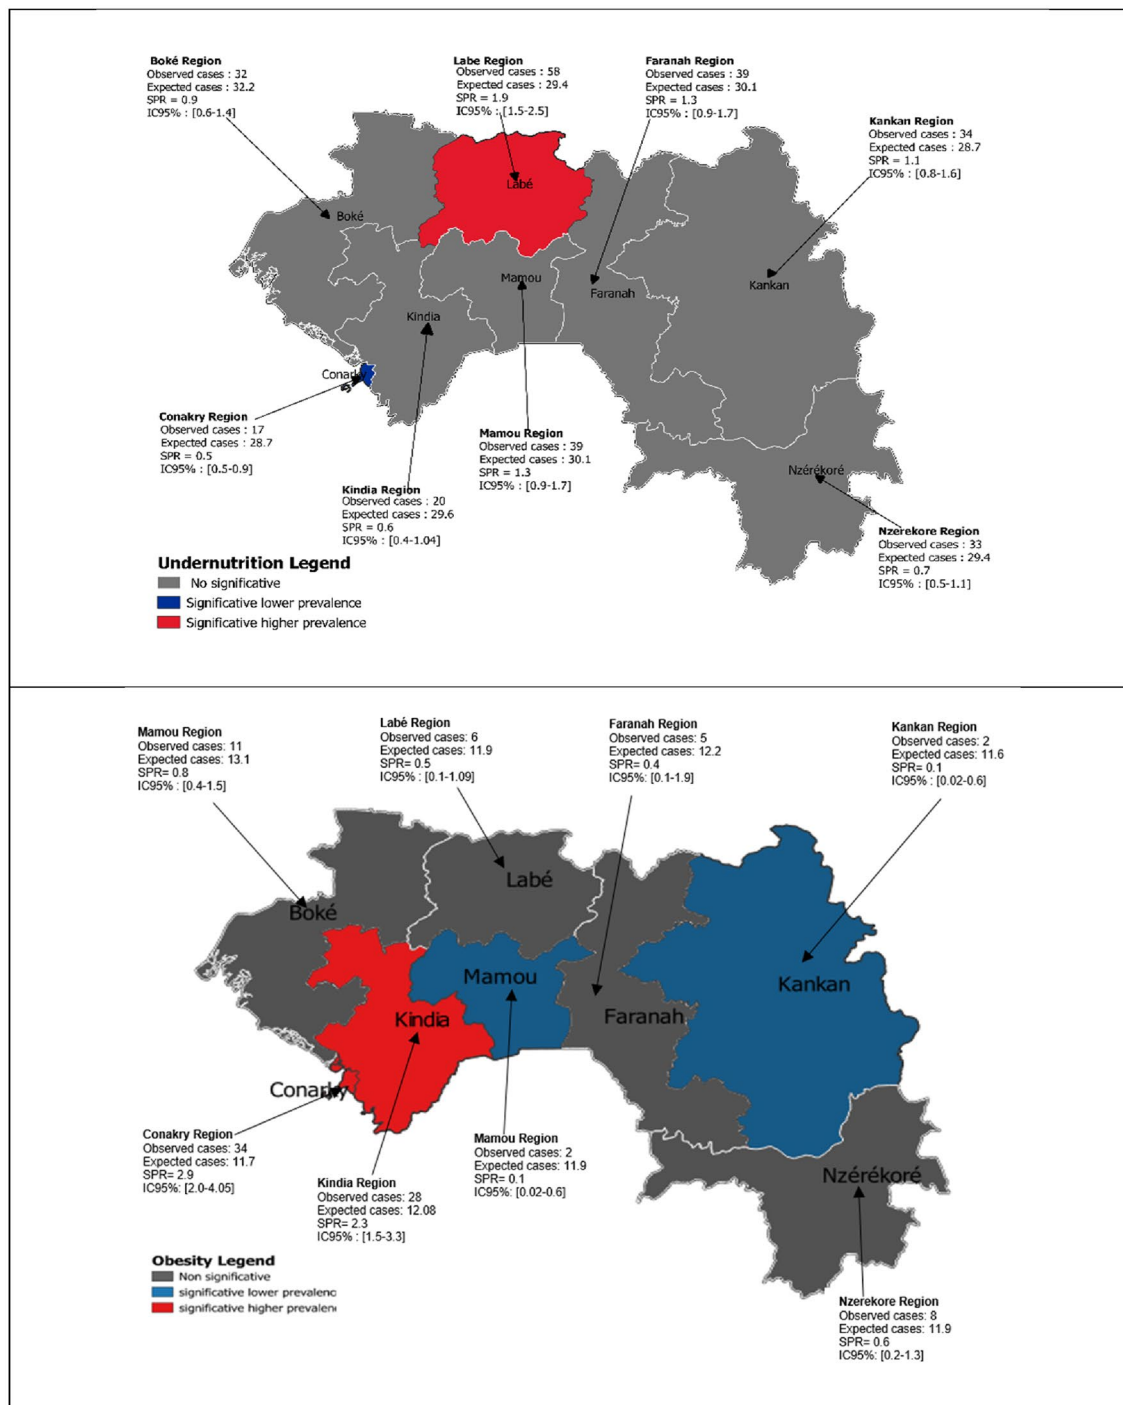 Boké Region
Observed cases : 32
Expected cases : 32.2
SPR = 0.9
IC95% : [0.6-1.4]
Labe Region
Observed cases : 58
Expected cases : 29.4
SPR = 1.9
IC95% : [1.5-2.5]
Faranah Region
Observed cases : 39
Expected cases : 30.1
SPR = 1.3
IC95% : [0.9-1.7]
Kankan Region
Observed cases : 34
Expected cases : 28.7
SPR = 1.1
IC95% : [0.8-1.6]
Labé
Boké
Mamou
Kankan
Faranah
Kindia
Conarky
Conakry Region
Observed cases : 17
Expected cases : 28.7
SPR = 0.5
IC95% : [0.5-0.9]
Mamou Region
Observed cases : 39
Expected cases : 30.1
SPR = 1.3
IC95% : [0.9-1.7]
Nzérékoré
Kindia Region
Observed cases : 20
Expected cases : 29.6
SPR = 0.6
IC95% : [0.4-1.04]
Nzerekore Region
Observed cases : 33
Expected cases : 29.4
SPR = 0.7
IC95% : [0.5-1.1]
Undernutrition Legend
No significative
Significative lower prevalence
Significative higher prevalence
Mamou Region
Observed cases: 11
Expected cases: 13.1
SPR= 0.8
IC95% : [0.4-1.5]
Labé Region
Observed cases: 6
Expected cases: 11.9
SPR= 0.5
IC95% : [0.1-1.09]
Faranah Region
Observed cases: 5
Expected cases: 12.2
SPR= 0.4
IC95% : [0.1-1.9]
Kankan Region
Observed cases: 2
Expected cases: 11.6
SPR= 0.1
IC95% : [0.02-0.6]
Labé
Boké
Mamou
Kankan
Kindia
Faranah
Conarky
Conakry Region
Observed cases: 34
Expected cases: 11.7
SPR= 2.9
IC95%: [2.0-4.05]
Mamou Region
Observed cases: 2
Expected cases: 11.9
SPR= 0.1
IC95%: [0.02-0.6]
Nzérékoré
Kindia Region
Observed cases: 28
Expected cases: 12.08
SPR= 2.3
IC95% : [1.5-3.3]
Obesity Legend
Non significative
significative lower prevalenc
significative higher prevalen
Nzerekore Region
Observed cases: 8
Expected cases: 11.9
SPR= 0.6
IC95%: [0.2-1.3]